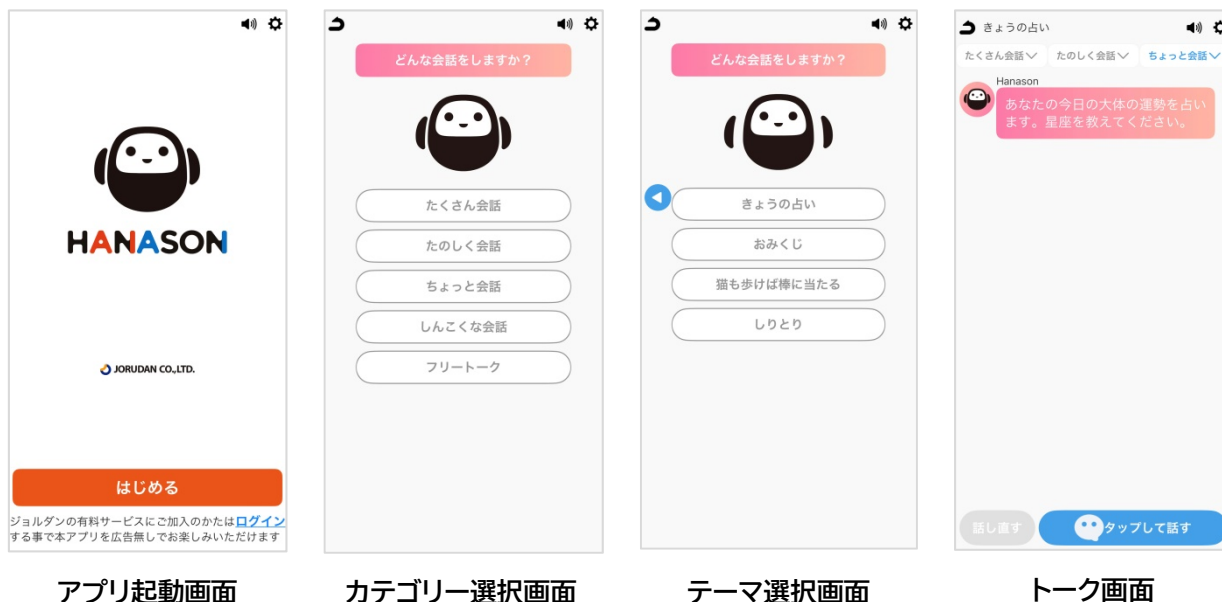 HANASON
JORUDAN CO.,LTD.
はじめる
ジョルダンの有料サービスにご加入のかたはログイン
する事で本アプリを広告無しでお楽しみいただけます
アプリ起動画面
どんな会話をしますか？
たくさん会話
たのしく会話
ちょっと会話
しんこくな会話
フリートーク
カテゴリー選択画面
どんな会話をしますか？
きょうの占い
おみくじ
猫も歩けば棒に当たる
しりとり
テーマ選択画面
きょうの占い
たくさん会話 たのしく会話 ちょっと会話
Hanason
あなたの今日の大体の運勢を占い
ます。星座を教えてください。
話し直す タップして話す
トーク画面